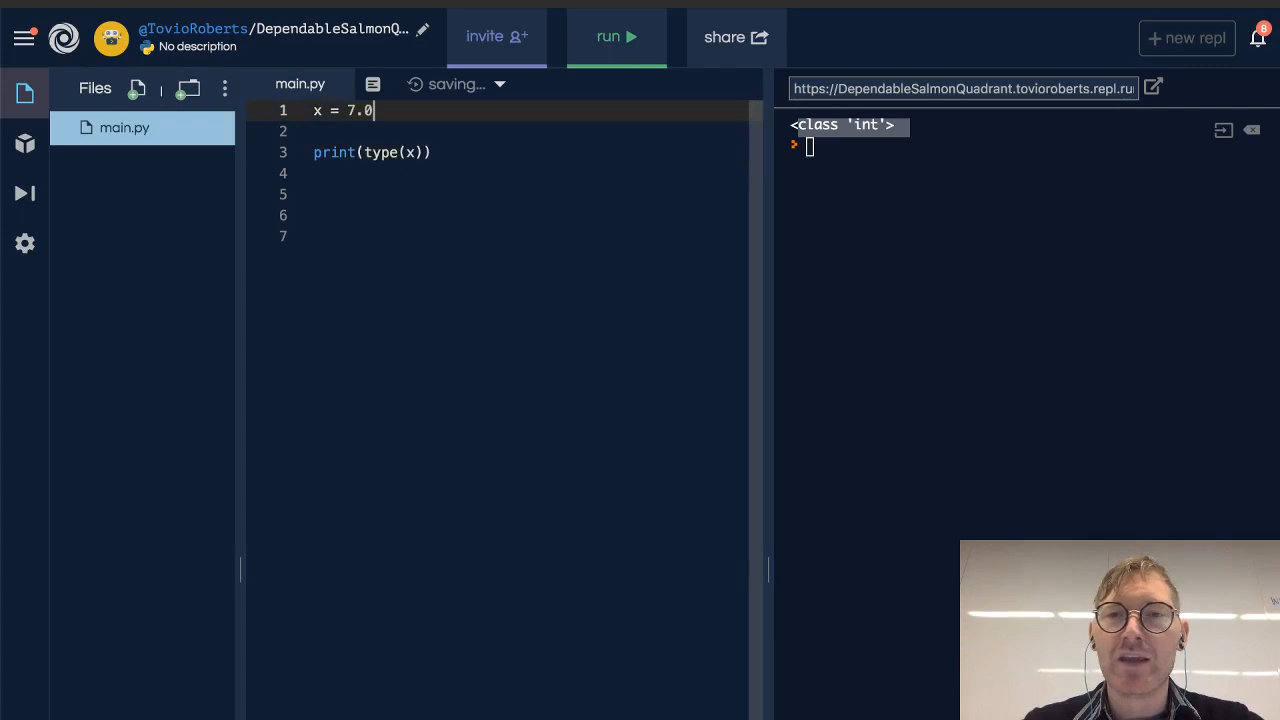 @TovioRoberts/DependableSalmonQ...
No description
invite
run
share
+ new repl
8
Files
main.py
main.py
saving...
1 x = 7.0
2
3 print(type(x))
4
5
6
7
https://DependableSalmonQuadrant.tovioroberts.repl.ru
<class 'int'>